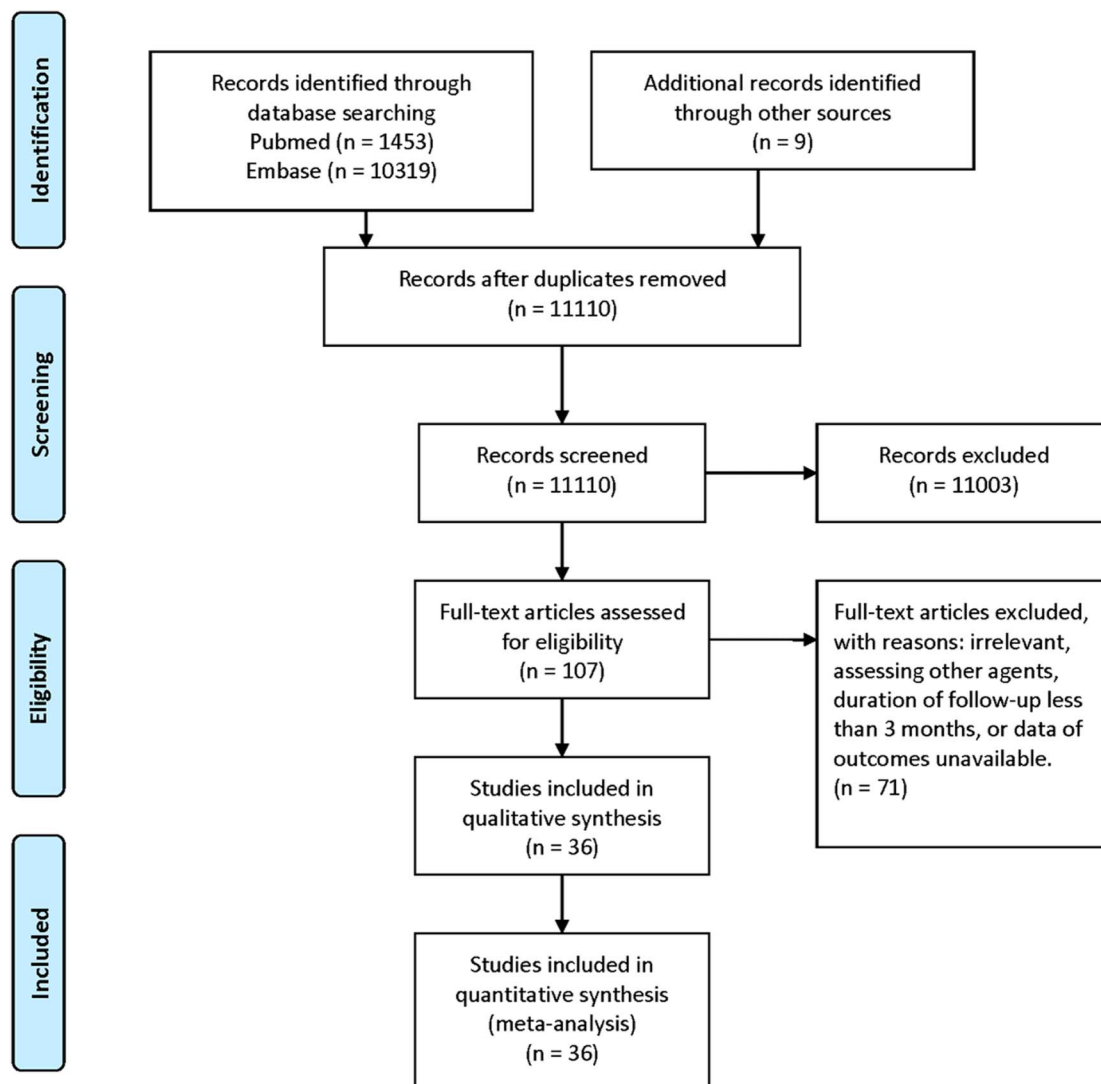 Identification
Records identified through
database searching
Pubmed (n = 1453)
Embase (n = 10319)
Additional records identified
through other sources
(n = 9)
Records after duplicates removed
(n = 11110)
Screening
Records screened
(n = 11110)
Records excluded
(n = 11003)
Eligibility
Full-text articles assessed
for eligibility
(n = 107)
Full-text articles excluded,
with reasons: irrelevant,
assessing other agents,
duration of follow-up less
than 3 months, or data of
outcomes unavailable.
(n = 71)
Studies included in
qualitative synthesis
(n = 36)
Included
Studies included in
quantitative synthesis
(meta-analysis)
(n = 36)